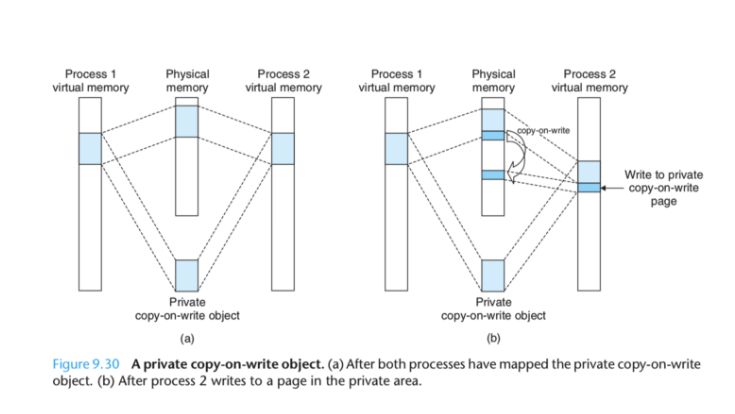 Process 1
virtual memory
Physical
memory
Process 2
virtual memory
Private
copy-on-write object
(a)
Process 1
virtual memory
Physical
memory
Process 2
virtual memory
copy-on-write
Write to private
copy-on-write
page
Private
copy-on-write object
(b)
Figure 9.30 A private copy-on-write object. (a) After both processes have mapped the private copy-on-write
object. (b) After process 2 writes to a page in the private area.